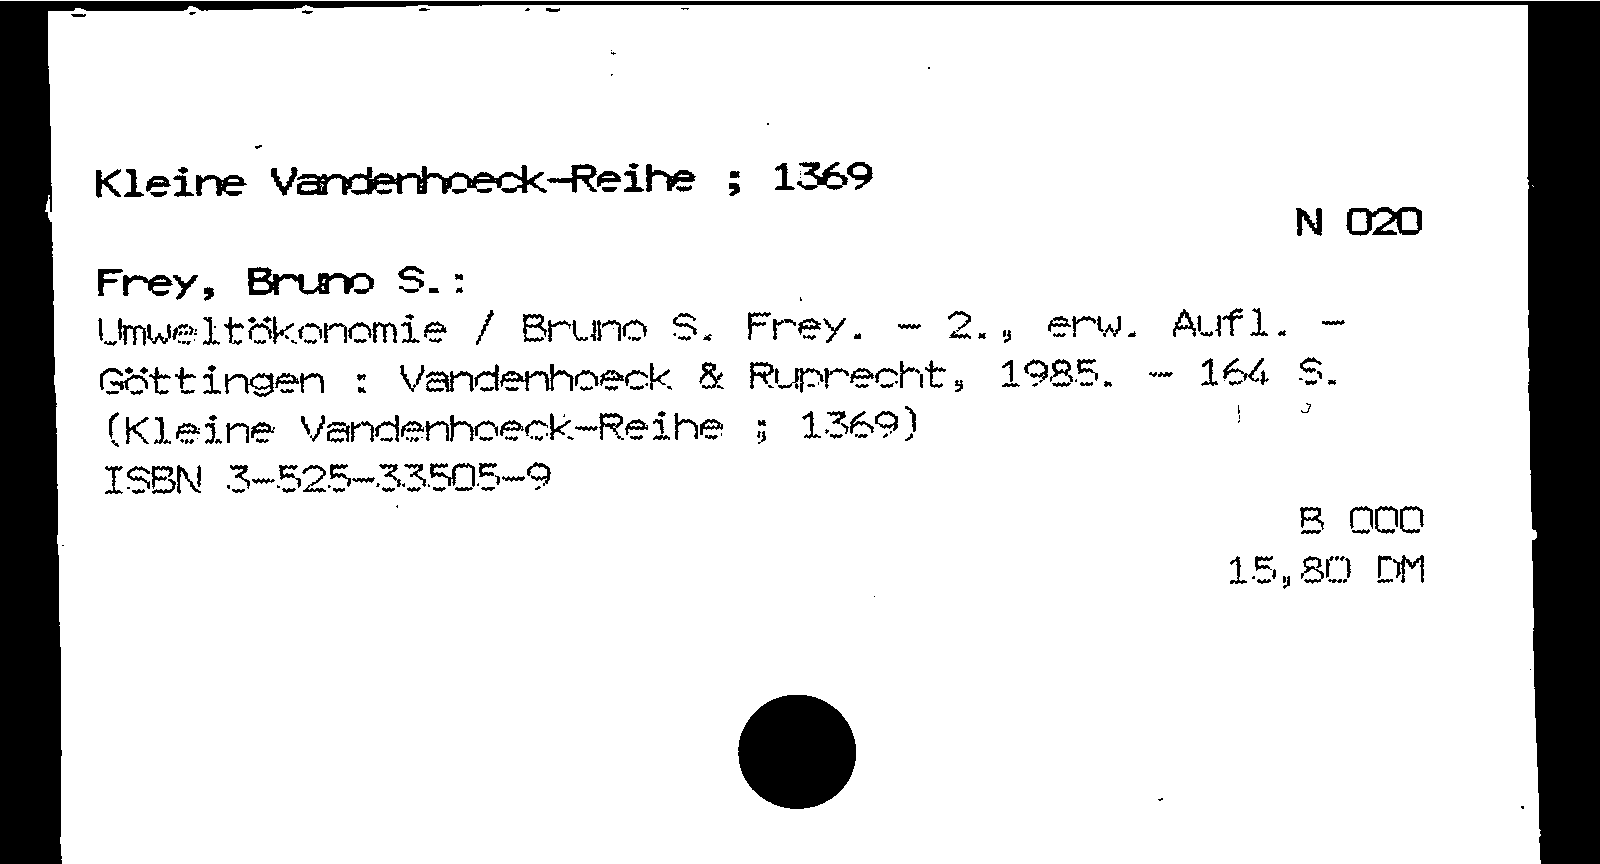 Kleine Vandenhoeck-Reihe ; 1369
N 020
Frey, Bruno S.:
Umweltökonomie / Bruno S. Frey. - 2., erw. Aufl. -
Göttingen : Vandenhoeck & Ruprecht, 1985. - 164 S.
(Kleine Vandenhoeck-Reihe ; 1369)
ISBN 3-525-33505-9
B 000
15,80 DM